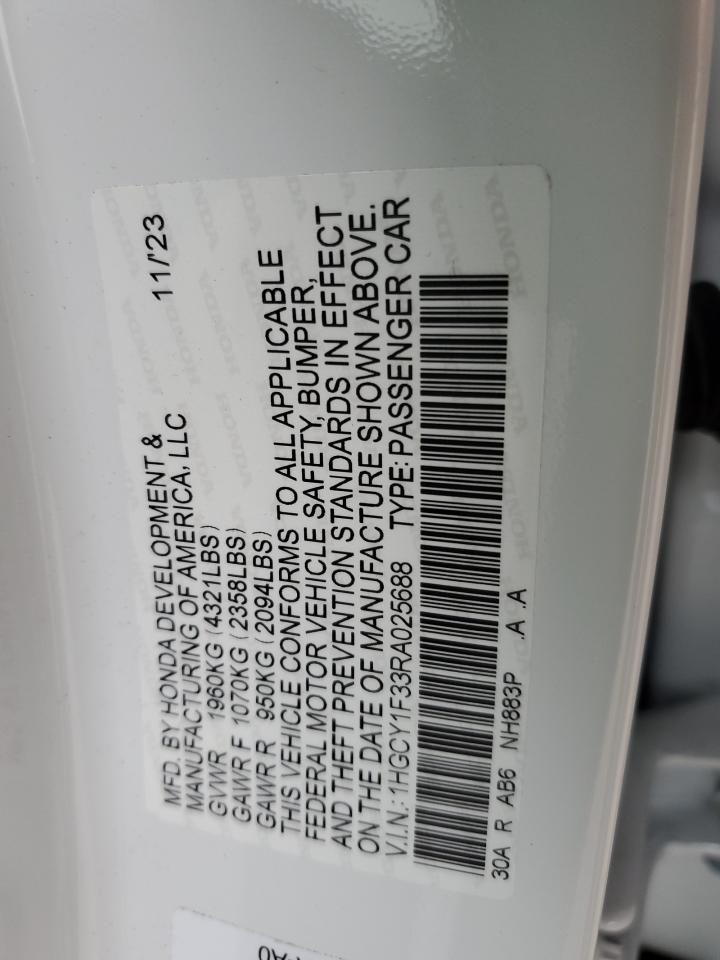 MFD. BY HONDA DEVELOPMENT &
MANUFACTURING OF AMERICA, LLC 11/'23
GVWR 1960KG (4321LBS)
GAWR F 1070KG (2358LBS)
GAWR R 950KG (2094LBS)
THIS VEHICLE CONFORMS TO ALL APPLICABLE
FEDERAL MOTOR VEHICLE SAFETY, BUMPER,
AND THEFT PREVENTION STANDARDS IN EFFECT
ON THE DATE OF MANUFACTURE SHOWN ABOVE.
V.I.N.: 1HGCY1F33RA025688 TYPE: PASSENGER CAR
30A R AB6 NH883P .A .A